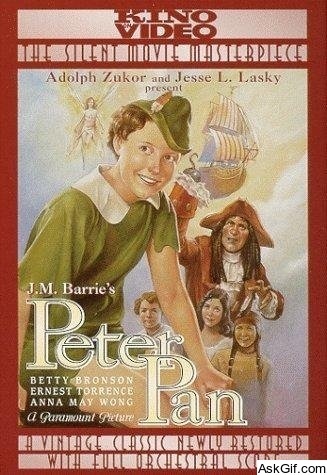 KINO
ON
VIDEO
THE SILENT MOVIE MASTERPIECE
Adolph Zukor and Jesse L. Lasky
present
J.M. Barrie's
Peter
Pan
BETTY BRONSON
ERNEST TORRENCE
ANNA MAY WONG
a Paramount Picture
A VINTAGE CLASSIC NEWLY RESTORED
WITH FULL ORCHESTRAL SCORE
AskGif.com